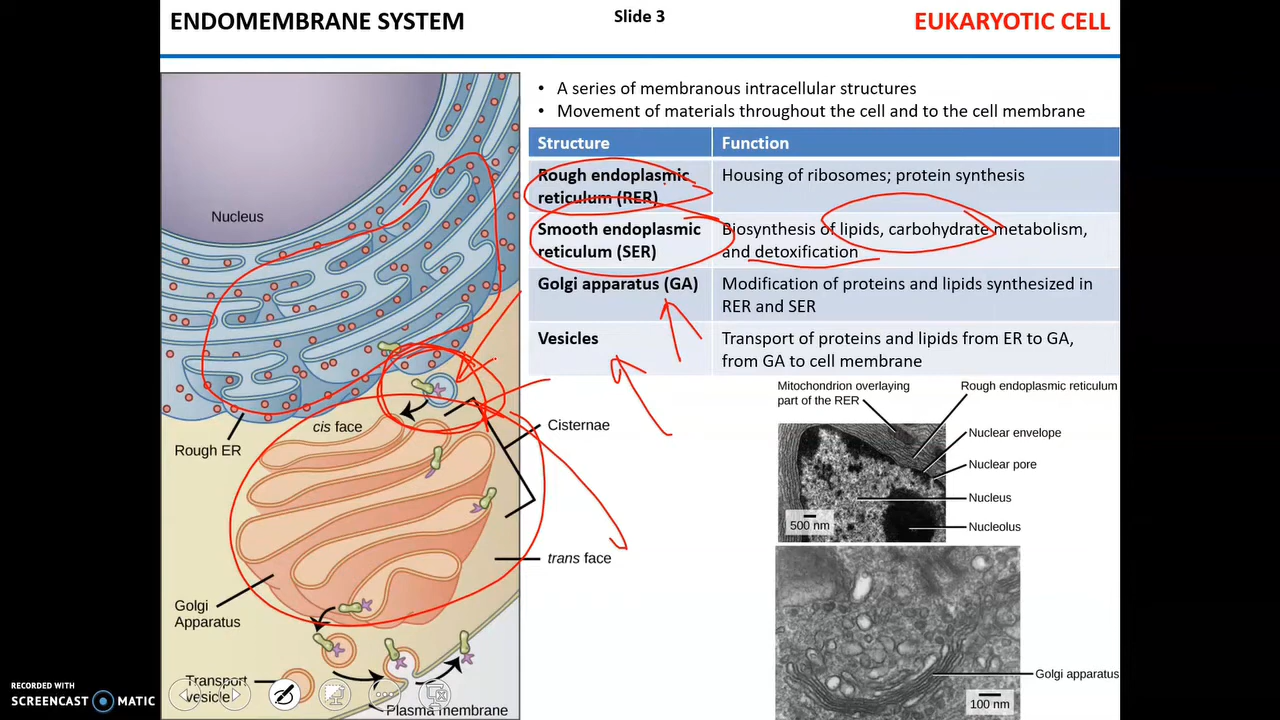 ENDOMEMBRANE SYSTEM
Slide 3
EUKARYOTIC CELL
• A series of membranous intracellular structures
• Movement of materials throughout the cell and to the cell membrane
Structure
Function
Rough endoplasmic
reticulum (RER)
Housing of ribosomes; protein synthesis
Smooth endoplasmic
reticulum (SER)
Biosynthesis of lipids, carbohydrate metabolism,
and detoxification
Golgi apparatus (GA)
Modification of proteins and lipids synthesized in
RER and SER
Vesicles
Transport of proteins and lipids from ER to GA,
from GA to cell membrane
Nucleus
Rough ER
cis face
Cisternae
trans face
Golgi
Apparatus
Transport
vesicle
Plasma membrane
Mitochondrion overlaying
part of the RER
Rough endoplasmic reticulum
Nuclear envelope
Nuclear pore
Nucleus
Nucleolus
500 nm
Golgi apparatus
100 nm
RECORDED WITH
SCREENCAST MATIC